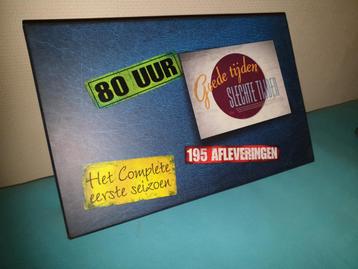 80 UUR
Goede tijden
SLECHTE TIJDEN
195 AFLEVERINGEN
Het Complete
eerste seizoen